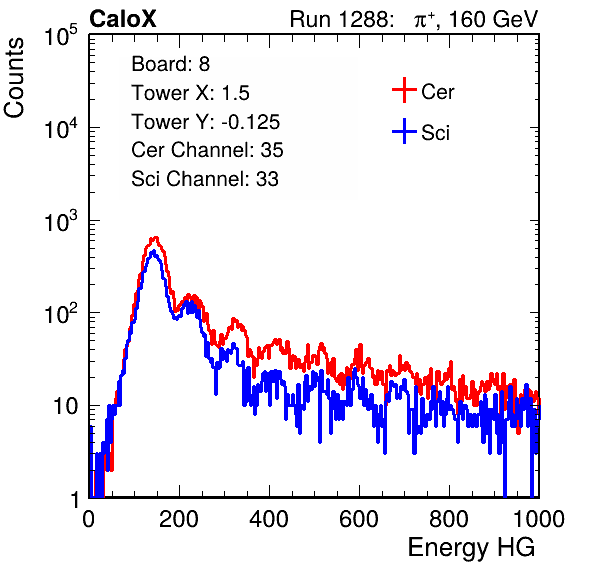 CaloX Run 1288: π⁺, 160 GeV
Counts
Board: 8
Tower X: 1.5
Tower Y: -0.125
Cer Channel: 35
Sci Channel: 33
Cer
Sci
10⁵
10⁴
10³
10²
10
1
0 200 400 600 800 1000
Energy HG